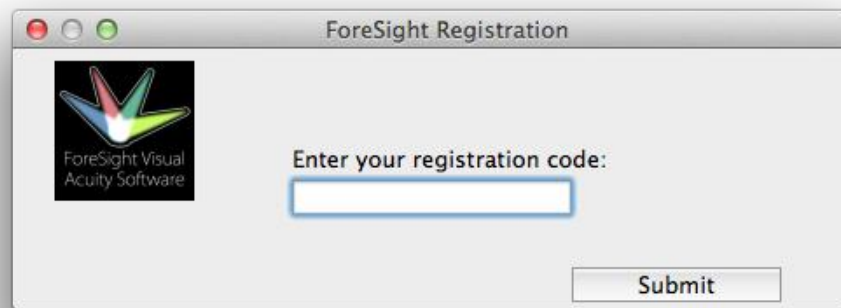 ForeSight Registration
ForeSight Visual
Acuity Software
Enter your registration code:
Submit